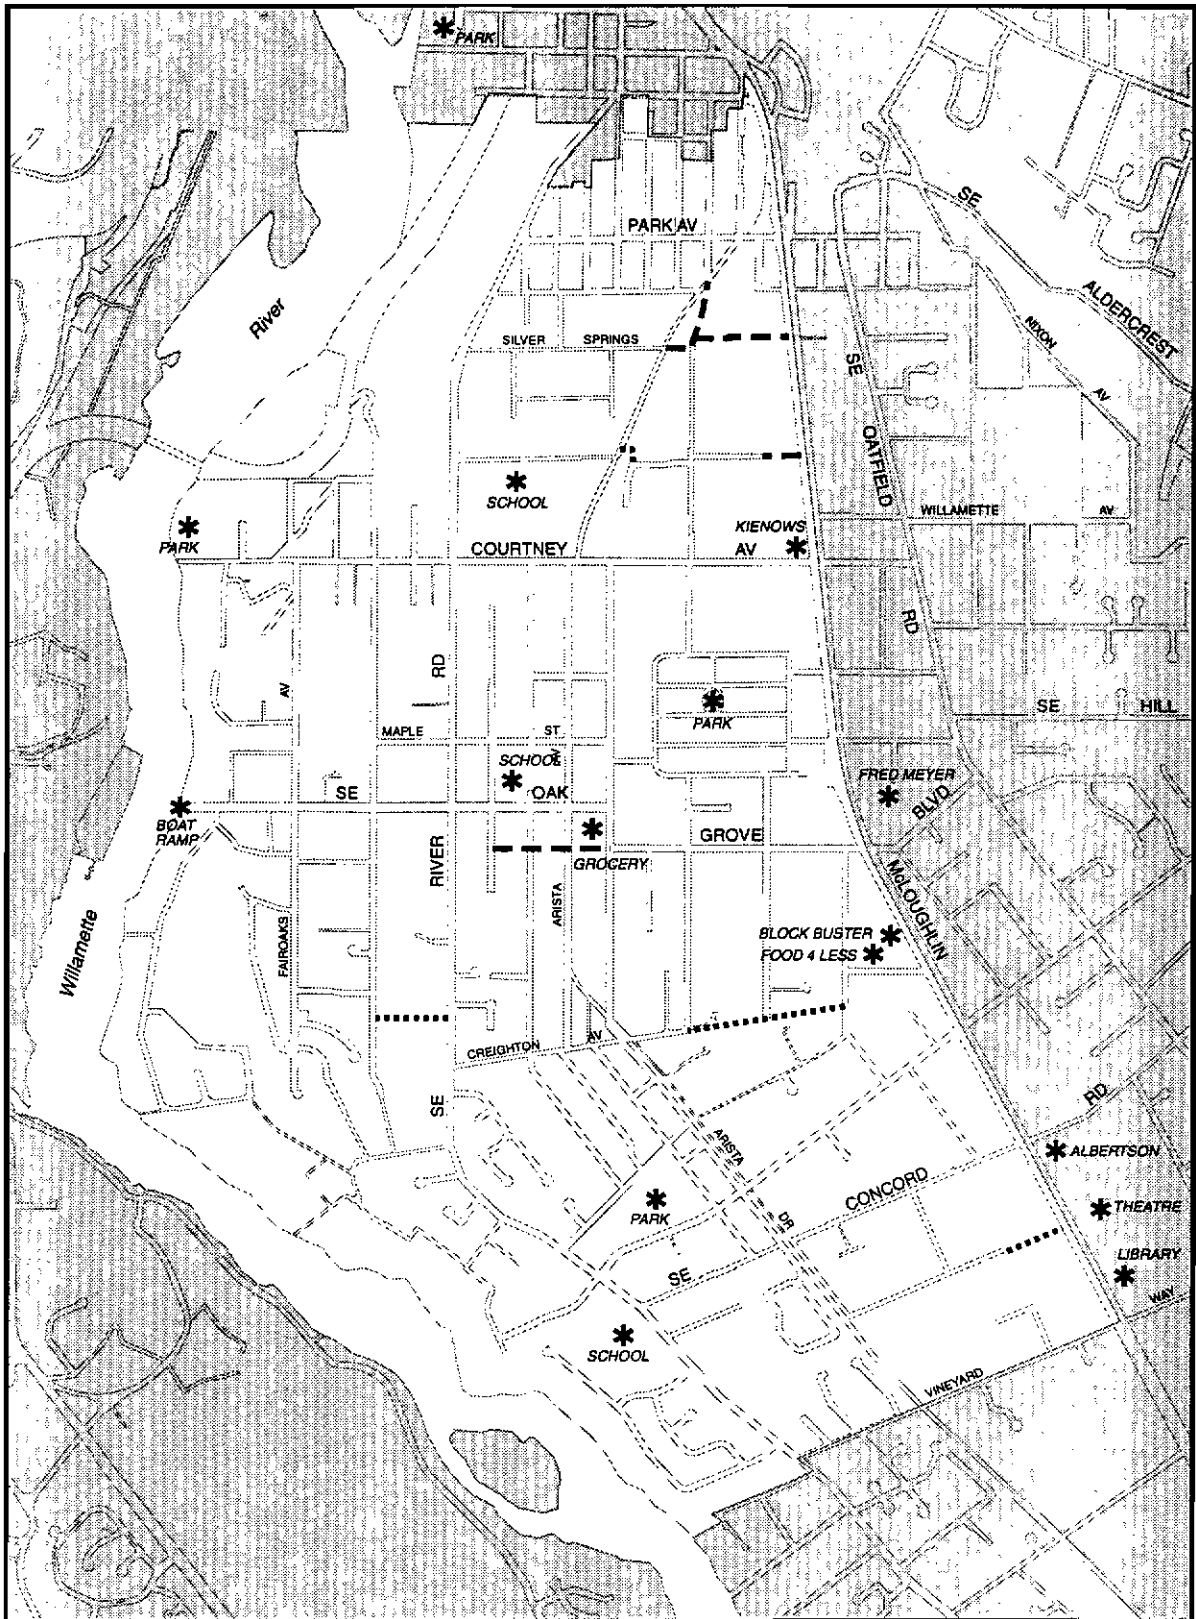 PARK
SE
PARK AV
ALDERCREST
River
NIXON
SILVER SPRINGS
SE
AV
OATFIELD
SCHOOL
WILLAMETTE AV
KIENOWS
PARK
COURTNEY AV
RD
RD
AV
SE HILL
PARK
MAPLE ST
SCHOOL
AV
FRED MEYER
SE OAK
BLVD
BOAT
RAMP
GROVE
GROCERY
RIVER
McLOUGHLIN
ARISTA
Willamette
FAIROAKS
BLOCK BUSTER
FOOD 4 LESS
CREIGHTON AV
SE
RD
ARISTA
ALBERTSON
CONCORD
PARK
THEATRE
DR
LIBRARY
SE
WAY
SCHOOL
VINEYARD